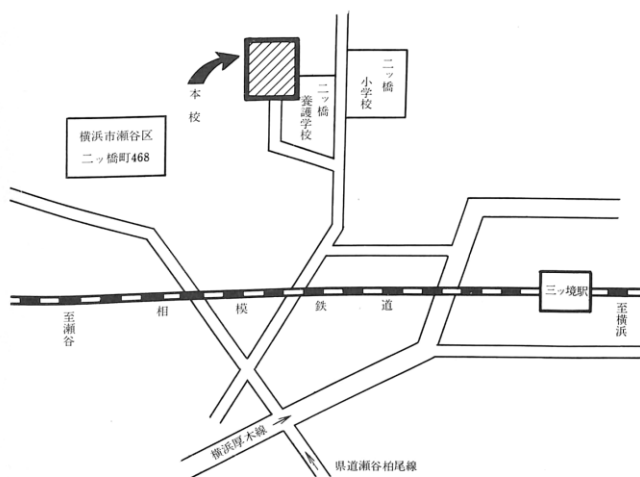 二ッ橋
小学校
二ッ橋
養護学校
本校
横浜市瀬谷区
二ッ橋町468
三ッ境駅
相模鉄道
至瀬谷
至横浜
横浜厚木線
県道瀬谷柏尾線